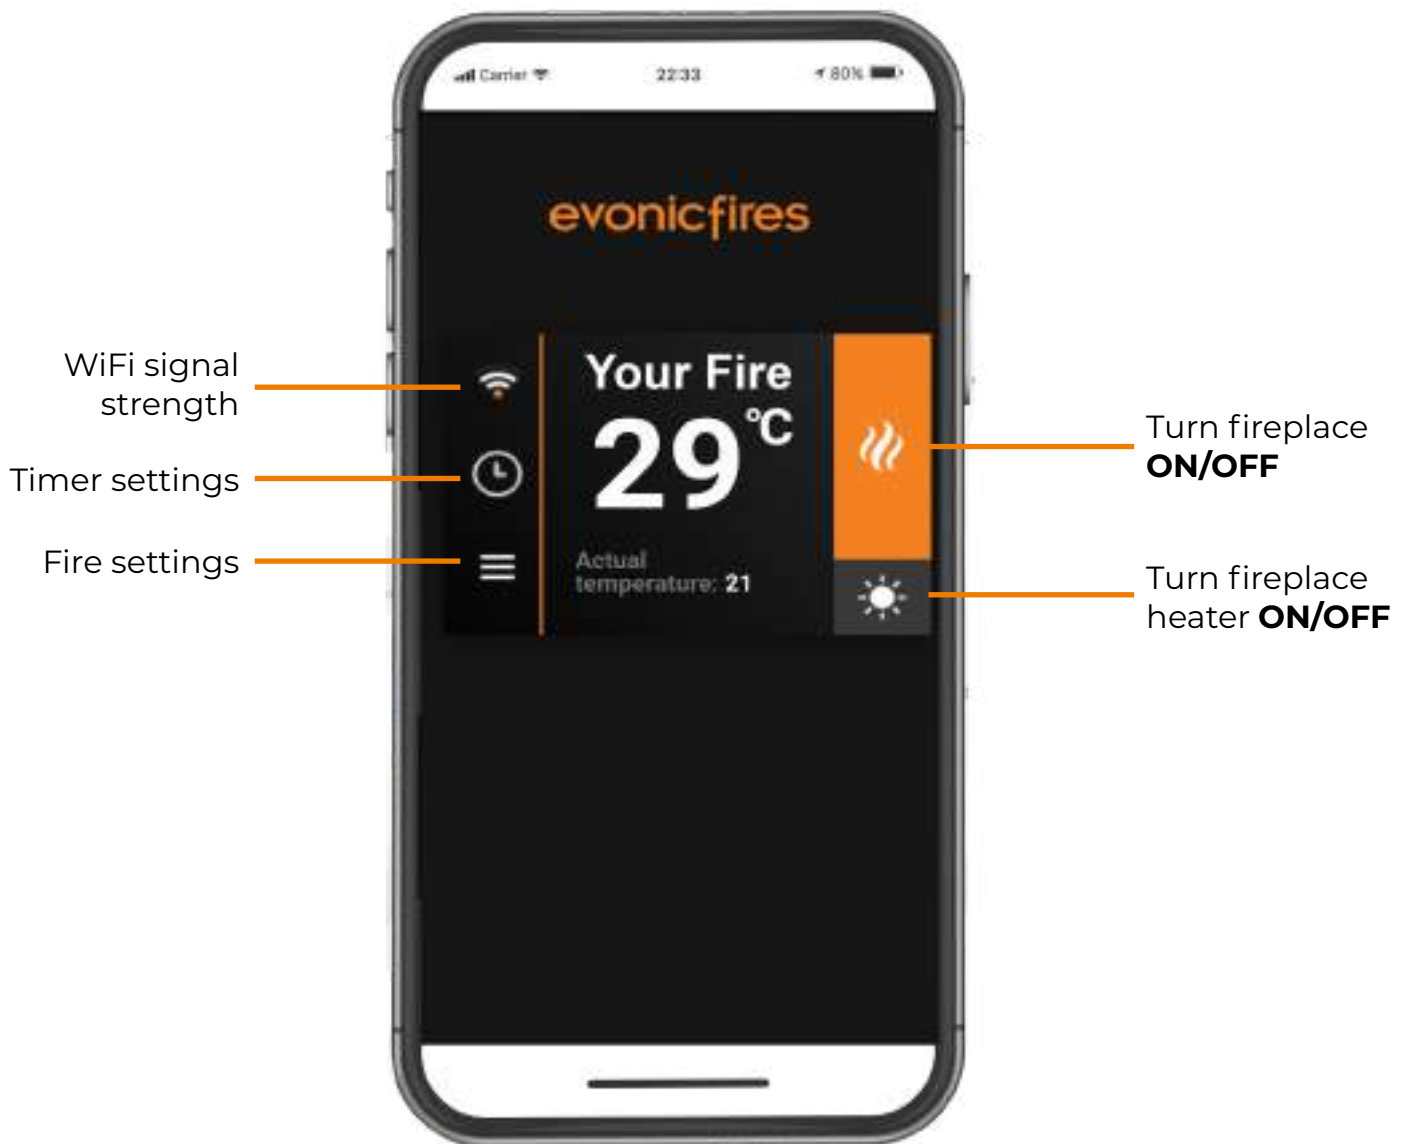 Carrier
22:33
80%
evonicfires
WiFi signal
strength
Timer settings
Fire settings
Your Fire
29°C
Actual
temperature: 21
Turn fireplace
ON/OFF
Turn fireplace
heater ON/OFF